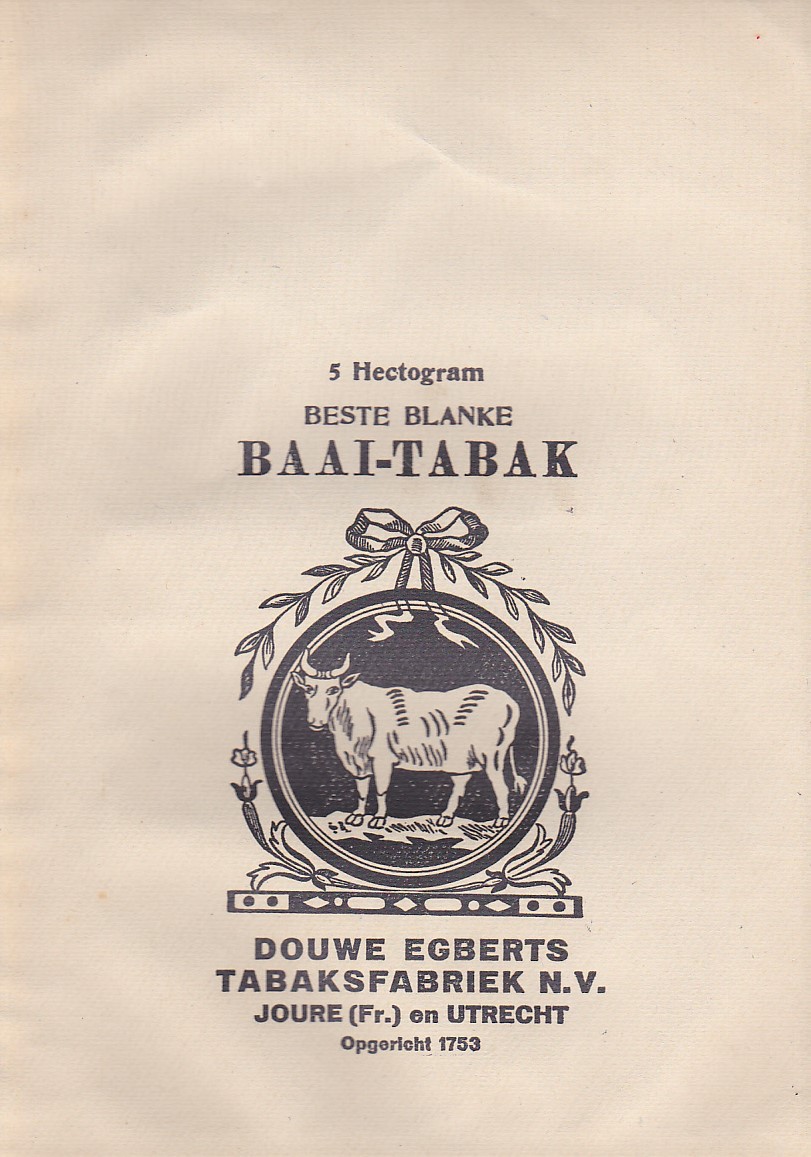 5 Hectogram
BESTE BLANKE
BAAI-TABAK
DOUWE EGBERTS
TABAKSFABRIEK N.V.
JOURE (Fr.) en UTRECHT
Opgericht 1753